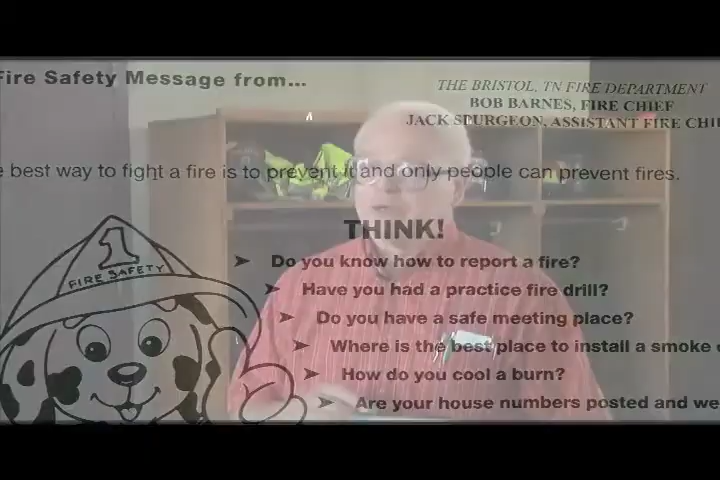 Fire Safety Message from...
THE BRISTOL, TN FIRE DEPARTMENT
BOB BARNES, FIRE CHIEF
JACK SPURGEON, ASSISTANT FIRE CHI
e best way to fight a fire is to prevent it and only people can prevent fires.
THINK!
➤ Do you know how to report a fire?
➤ Have you had a practice fire drill?
➤ Do you have a safe meeting place?
➤ Where is the best place to install a smoke
➤ How do you cool a burn?
➤ Are your house numbers posted and we
1
FIRE SAFETY